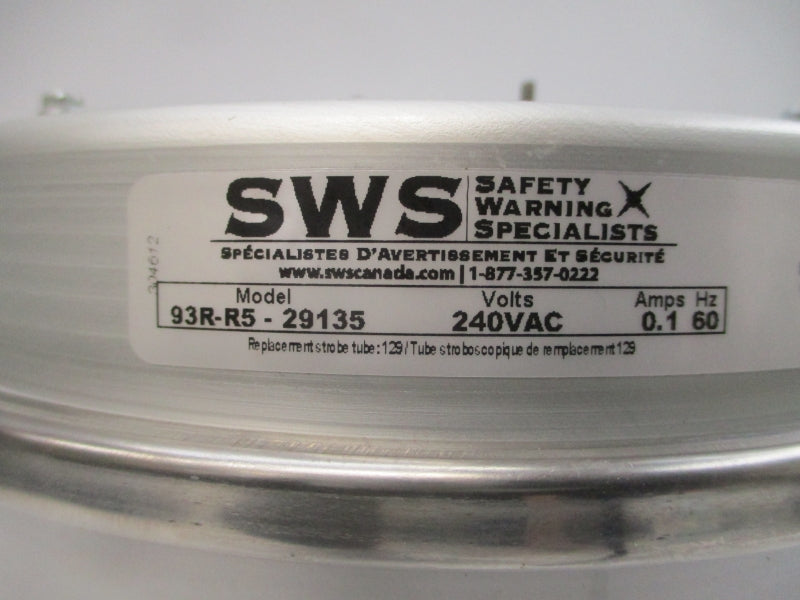 SWS
SAFETY
WARNING
SPECIALISTS
SPÉCIALISTES D'AVERTISSEMENT ET SÉCURITÉ
www.swscanada.com | 1-877-357-0222
Model Volts Amps Hz
93R-R5 - 29135 240VAC 0.1 60
Replacement strobe tube: 129 / Tube stroboscopique de remplacement 129
304612